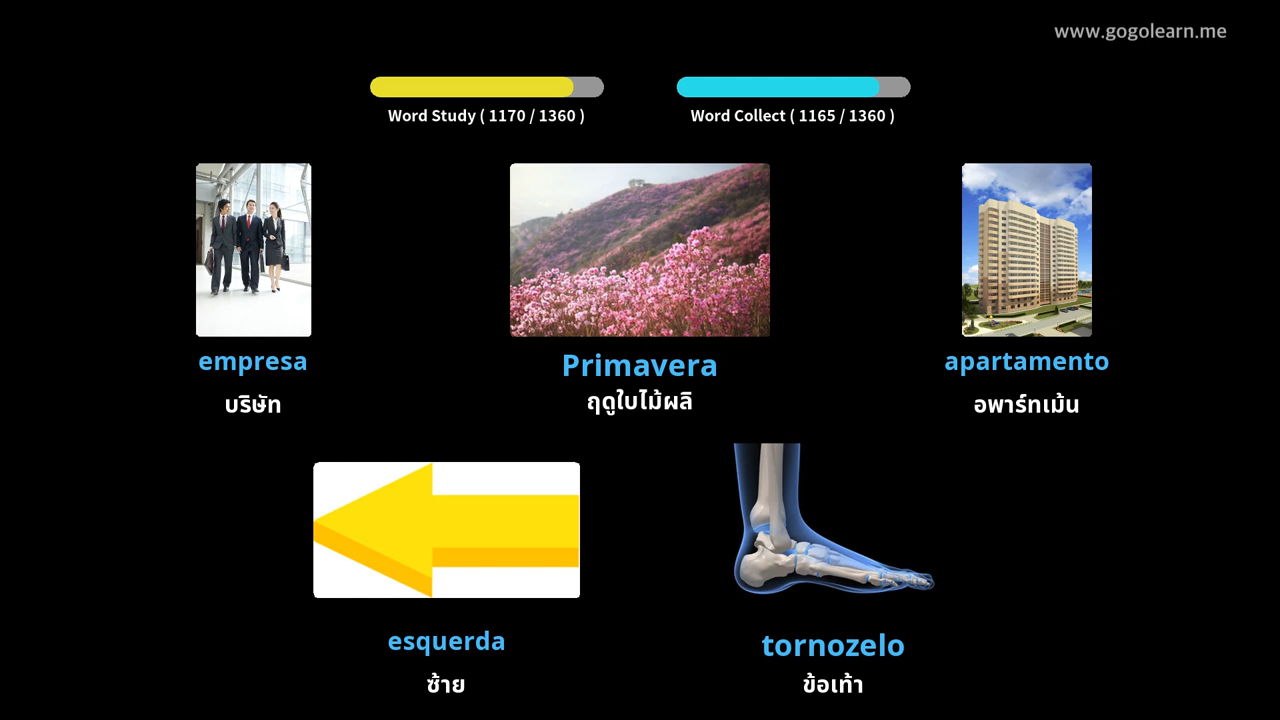 www.gogolearn.me
Word Study ( 1170 / 1360 )
Word Collect ( 1165 / 1360 )
empresa
บริษัท
Primavera
ฤดูใบไม้ผลิ
apartamento
อพาร์ทเม้น
esquerda
ซ้าย
tornozelo
ข้อเท้า